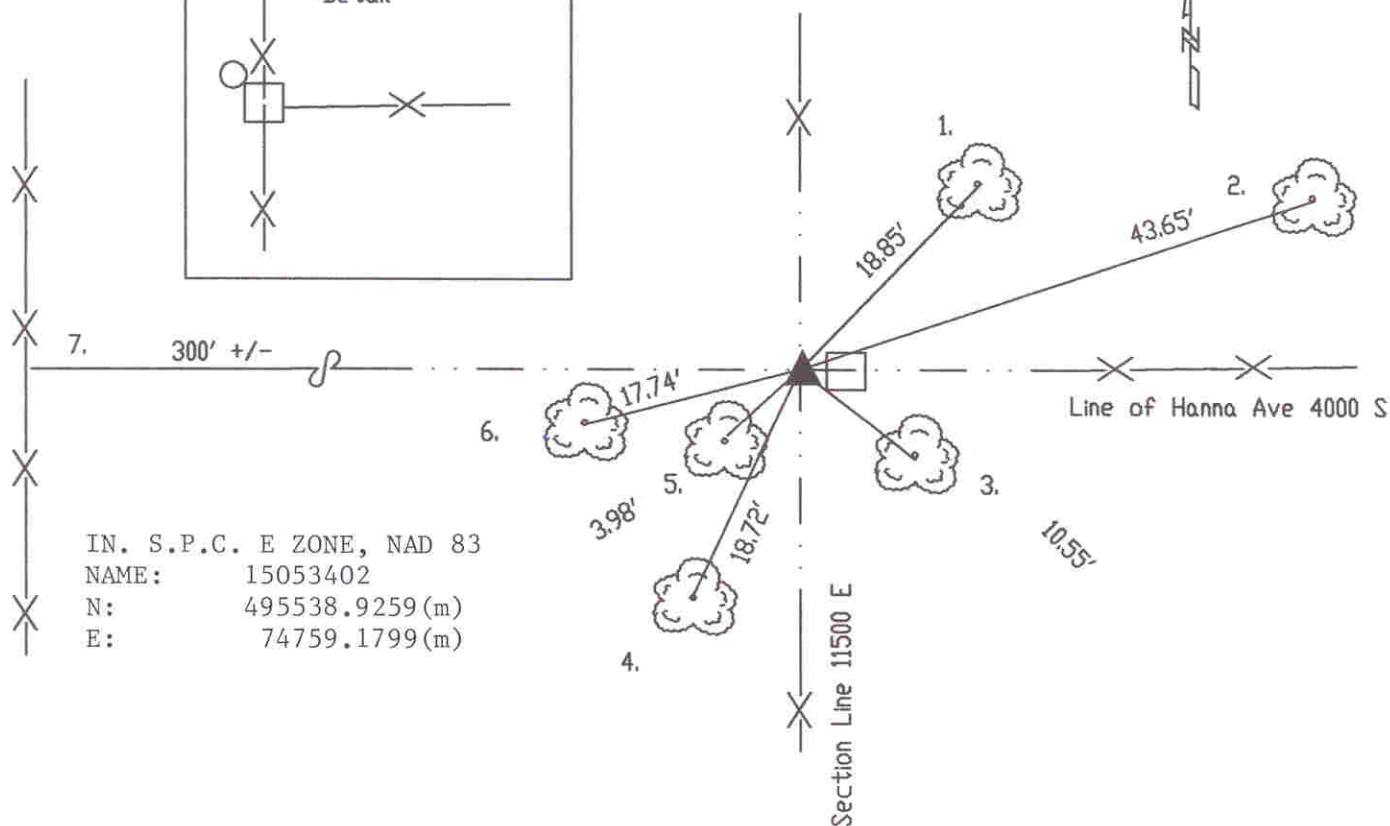 N
1.
2.
18.85'
43.65'
7.
300' +/-
17.74'
Line of Hanna Ave 4000 S
6.
5.
3.
3.98'
18.72'
10.55'
IN. S.P.C. E ZONE, NAD 83
NAME: 15053402
N: 495538.9259(m)
E: 74759.1799(m)
4.
Section Line 11500 E